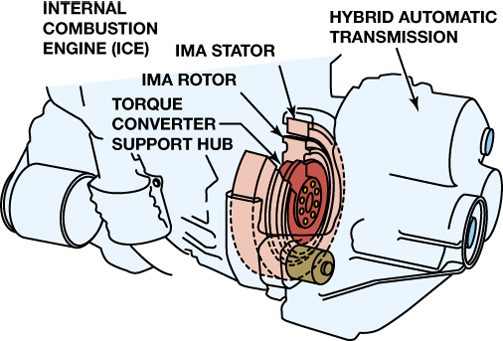 INTERNAL
COMBUSTION
ENGINE (ICE)
IMA STATOR
HYBRID AUTOMATIC
TRANSMISSION
IMA ROTOR
TORQUE
CONVERTER
SUPPORT HUB